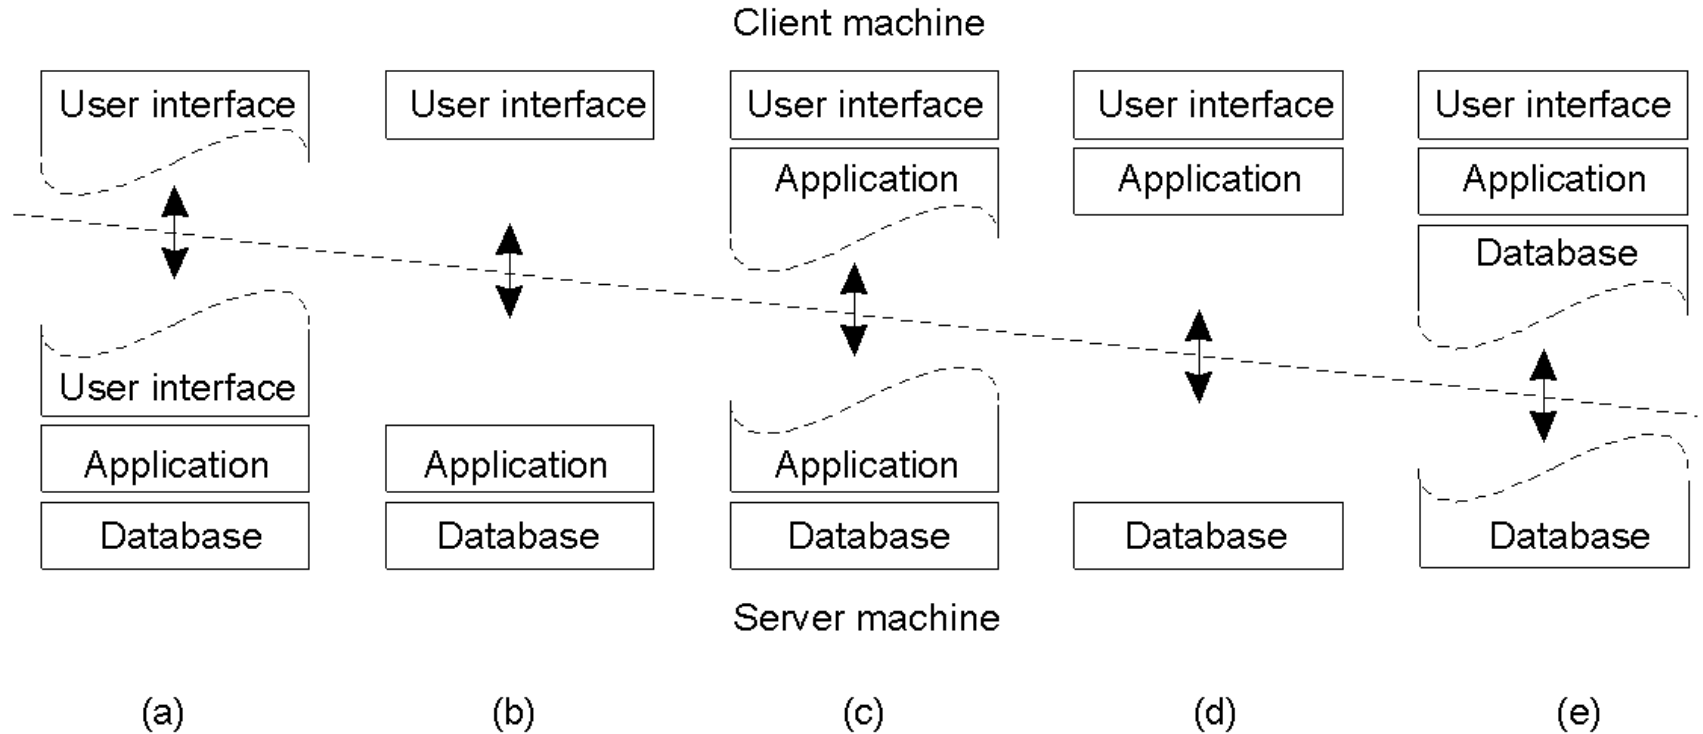 Client machine
User interface
User interface
User interface
User interface
User interface
Application
Application
Application
Database
User interface
Application
Application
Application
Database
Database
Database
Database
Database
Server machine
(a)
(b)
(c)
(d)
(e)